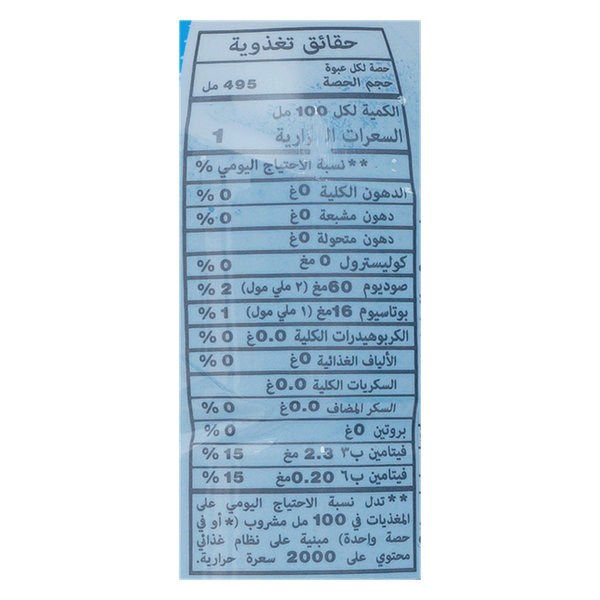 حقائق تغذوية
حصة لكل عبوة
حجم الحصة 495 مل
الكمية لكل 100 مل
السعرات الحرارية 1
**نسبة الاحتياج اليومي %
الدهون الكلية 0غ 0 %
دهون مشبعة 0غ 0 %
دهون متحولة 0غ
كوليسترول 0 مغ 0 %
صوديوم 60مغ (٢ ملي مول) 2 %
بوتاسيوم 16مغ (١ ملي مول) 1 %
الكربوهيدرات الكلية 0.0غ 0 %
الألياف الغذائية 0غ 0 %
السكريات الكلية 0.0غ
السكر المضاف 0.0غ 0 %
بروتين 0غ 0 %
فيتامين ب٣ 2.3 مغ 15 %
فيتامين ب٦ 0.20مغ 15 %
**تدل نسبة الاحتياج اليومي على
المغذيات في 100 مل مشروب (* أو في
حصة واحدة) مبنية على نظام غذائي
محتوي على 2000 سعرة حرارية.